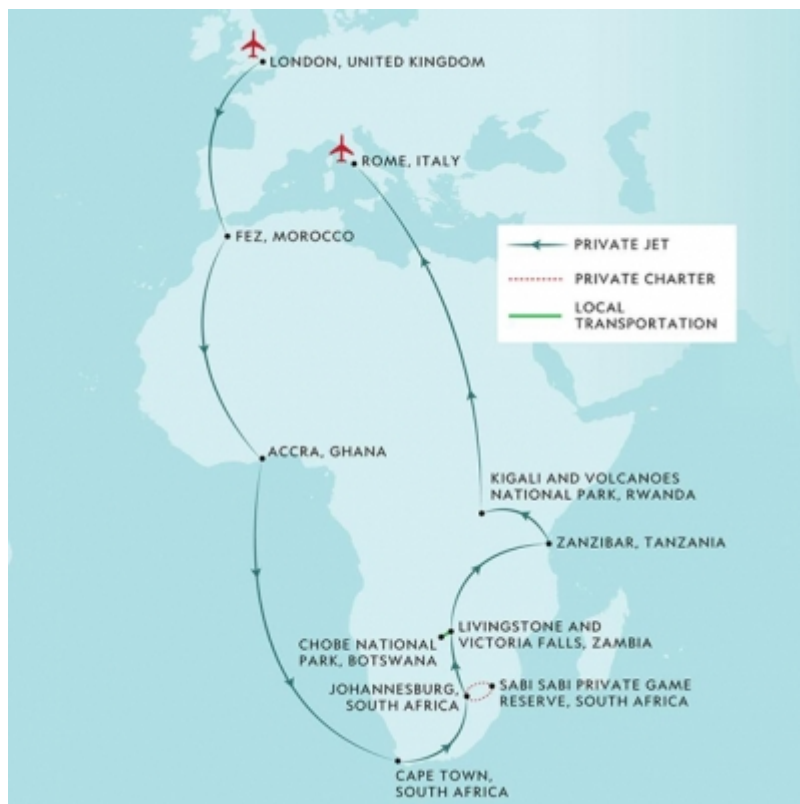 LONDON, UNITED KINGDOM
ROME, ITALY
FEZ, MOROCCO
PRIVATE JET
PRIVATE CHARTER
LOCAL
TRANSPORTATION
ACCRA, GHANA
KIGALI AND VOLCANOES
NATIONAL PARK, RWANDA
ZANZIBAR, TANZANIA
LIVINGSTONE AND
VICTORIA FALLS, ZAMBIA
CHOBE NATIONAL
PARK, BOTSWANA
JOHANNESBURG,
SOUTH AFRICA
SABI SABI PRIVATE GAME
RESERVE, SOUTH AFRICA
CAPE TOWN,
SOUTH AFRICA